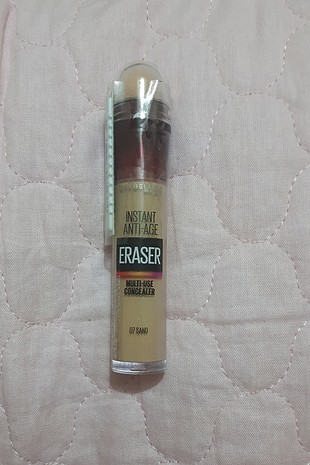 INSTANT
ANTI-AGE
ERASER
MULTI-USE
CONCEALER
07 SAND